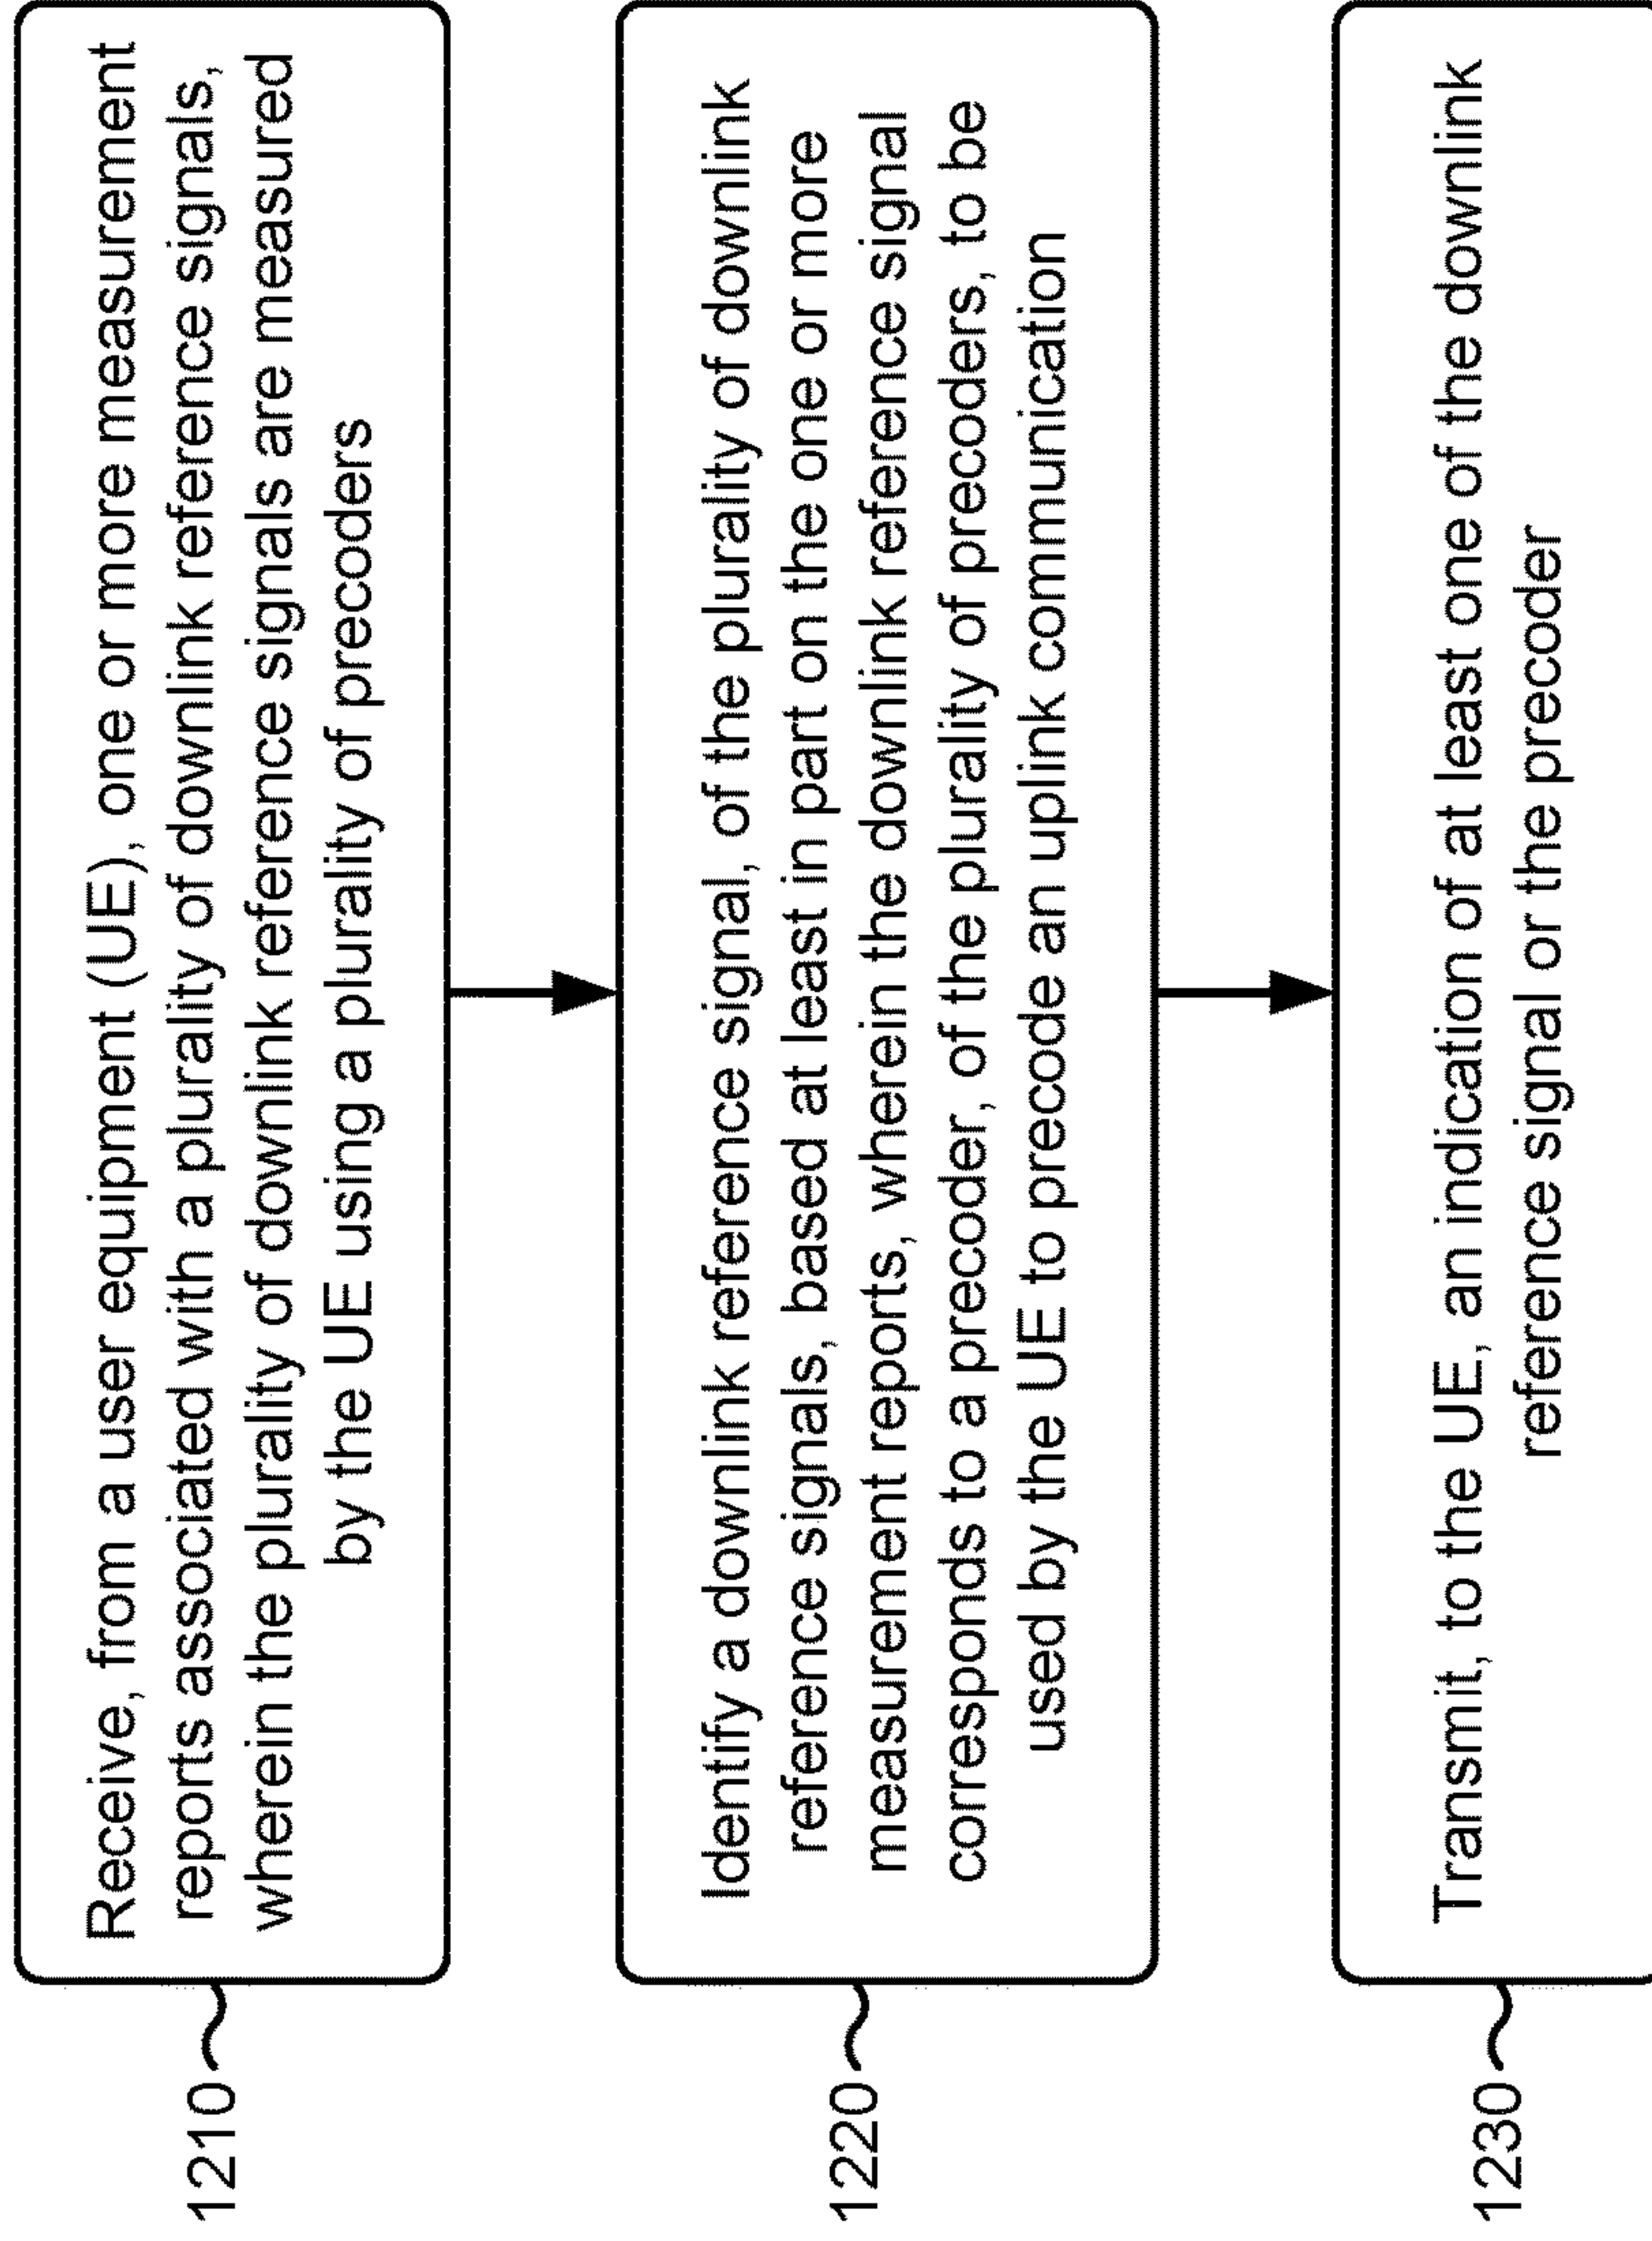 1210
Receive, from a user equipment (UE), one or more measurement
reports associated with a plurality of downlink reference signals,
wherein the plurality of downlink reference signals are measured
by the UE using a plurality of precoders
1220
Identify a downlink reference signal, of the plurality of downlink
reference signals, based at least in part on the one or more
measurement reports, wherein the downlink reference signal
corresponds to a precoder, of the plurality of precoders, to be
used by the UE to precode an uplink communication
1230
Transmit, to the UE, an indication of at least one of the downlink
reference signal or the precoder